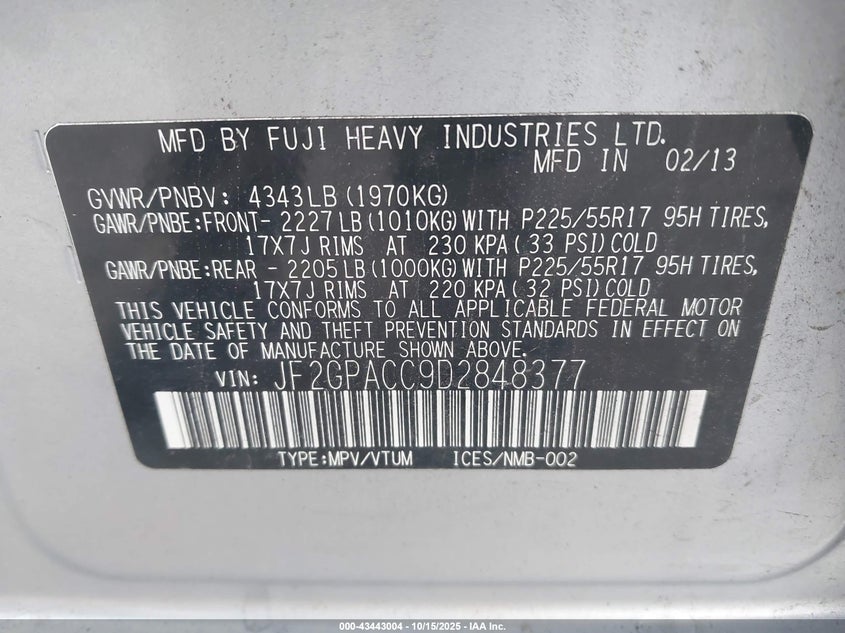 MFD BY FUJI HEAVY INDUSTRIES LTD.
MFD IN 02/13
GVWR/PNBV: 4343LB (1970KG)
GAWR/PNBE:FRONT- 2227LB (1010KG) WITH P225/55R17 95H TIRES,
17X7J RIMS AT 230 KPA( 33 PSI) COLD
GAWR/PNBE:REAR - 2205LB (1000KG) WITH P225/55R17 95H TIRES,
17X7J RIMS AT 220 KPA( 32 PSI) COLD
THIS VEHICLE CONFORMS TO ALL APPLICABLE FEDERAL MOTOR
VEHICLE SAFETY AND THEFT PREVENTION STANDARDS IN EFFECT ON
THE DATE OF MANUFACTURE SHOWN ABOVE.
VIN: JF2GPACC9D2848377
TYPE:MPV/VTUM ICES/NMB-002
000-43443004 - 10/15/2025 - IAA Inc.